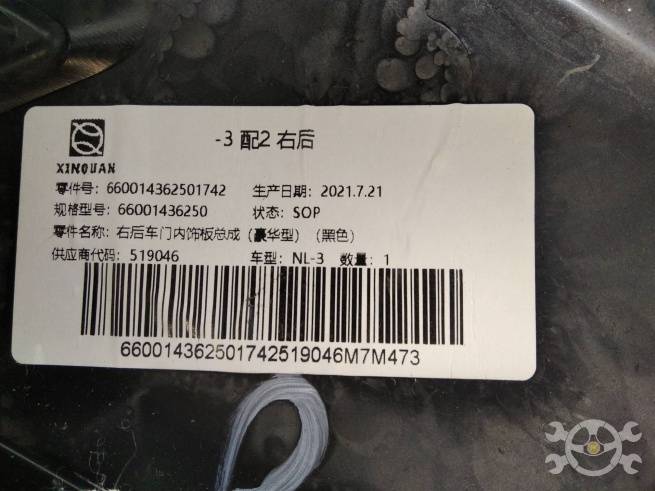 -3 配2 右后
XINQUAN
零件号: 660014362501742 生产日期: 2021.7.21
规格型号: 66001436250 状态: SOP
零件名称: 右后车门内饰板总成 (豪华型) (黑色)
供应商代码: 519046 车型: NL-3 数量: 1
660014362501742519046M7M473